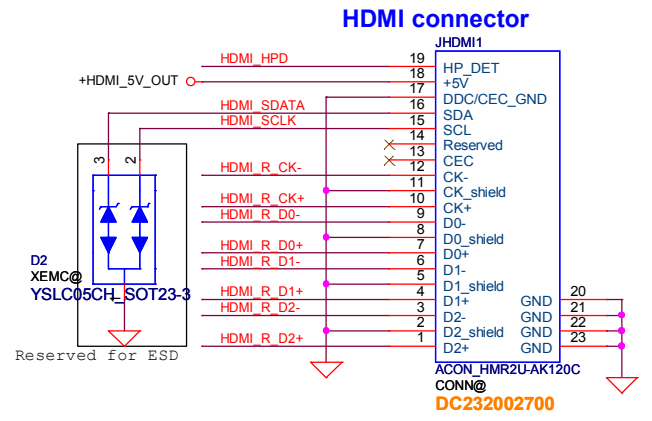 HDMI connector
JHDMI1
HDMI_HPD 19 HP_DET
+HDMI_5V_OUT 18 +5V
17 DDC/CEC_GND
HDMI_SDATA 16 SDA
HDMI_SCLK 15 SCL
14 Reserved
13 CEC
HDMI_R_CK- 12 CK-
11 CK_shield
HDMI_R_CK+ 10 CK+
HDMI_R_D0- 9 D0-
8 D0_shield
HDMI_R_D0+ 7 D0+
HDMI_R_D1- 6 D1-
5 D1_shield
HDMI_R_D1+ 4 D1+ GND 20
HDMI_R_D2- 3 D2- GND 21
2 D2_shield GND 22
HDMI_R_D2+ 1 D2+ GND 23
3 2
D2
XEMC@
YSLC05CH_SOT23-3
Reserved for ESD
ACON_HMR2U-AK120C
CONN@
DC232002700